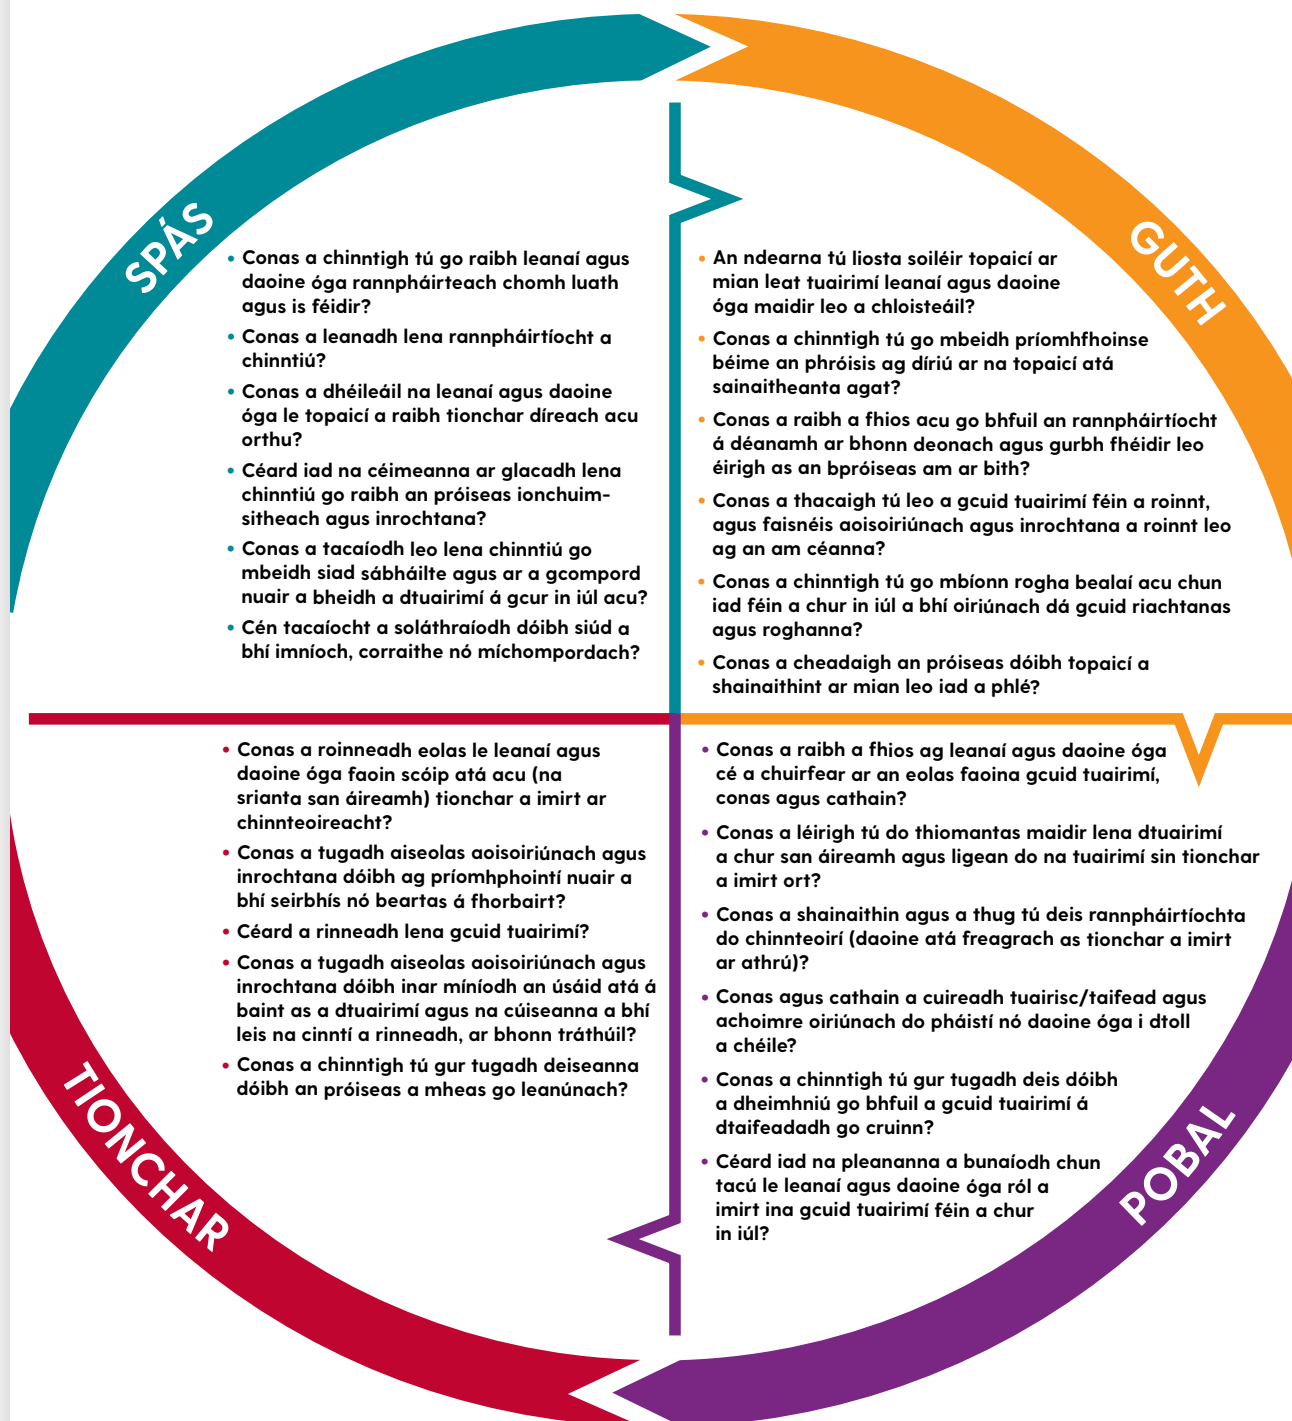 SPÁS
Conas a chinntigh tú go raibh leanaí agus
daoine óga rannpháirteach chomh luath
agus is féidir?
Conas a leanadh lena rannpháirtíocht a
chinntiú?
Conas a dhéileáil na leanaí agus daoine
óga le topaicí a raibh tionchar díreach acu
orthu?
Céard iad na céimeanna ar glacadh lena
chinntiú go raibh an próiseas ionchuim-
sitheach agus inrochtana?
Conas a tacaíodh leo lena chinntiú go
mbeidh siad sábháilte agus ar a gcompord
nuair a bheidh a dtuairimí á gcur in iúl acu?
Cén tacaíocht a soláthraíodh dóibh siúd a
bhí imníoch, corraithe nó míchompordach?
GUTH
An ndearna tú liosta soiléir topaicí ar
mian leat tuairimí leanaí agus daoine
óga maidir leo a chloisteáil?
Conas a chinntigh tú go mbeidh príomhfhoinse
béime an phróisis ag díriú ar na topaicí atá
sainaitheanta agat?
Conas a raibh a fhios acu go bhfuil an rannpháirtíocht
á déanamh ar bhonn deonach agus gurbh fhéidir leo
éirigh as an bpróiseas am ar bith?
Conas a thacaigh tú leo a gcuid tuairimí féin a roinnt,
agus faisnéis aoisoiriúnach agus inrochtana a roinnt leo
ag an am céanna?
Conas a chinntigh tú go mbíonn rogha bealaí acu chun
iad féin a chur in iúl a bhí oiriúnach dá gcuid riachtanas
agus roghanna?
Conas a cheadaigh an próiseas dóibh topaicí a
shainaithint ar mian leo iad a phlé?
Conas a roinneadh eolas le leanaí agus
daoine óga faoin scóip atá acu (na
srianta san áireamh) tionchar a imirt ar
chinnteoireacht?
Conas a tugadh aiseolas aoisoiriúnach agus
inrochtana dóibh ag príomhphointí nuair a
bhí seirbhís nó beartas á fhorbairt?
Céard a rinneadh lena gcuid tuairimí?
Conas a tugadh aiseolas aoisoiriúnach agus
inrochtana dóibh inar míníodh an úsáid atá á
baint as a dtuairimí agus na cúiseanna a bhí
leis na cinntí a rinneadh, ar bhonn tráthúil?
Conas a chinntigh tú gur tugadh deiseanna
dóibh an próiseas a mheas go leanúnach?
TIONCHAR
Conas a raibh a fhios ag leanaí agus daoine óga
cé a chuirfear ar an eolas faoina gcuid tuairimí,
conas agus cathain?
Conas a léirigh tú do thiomantas maidir lena dtuairimí
a chur san áireamh agus ligean do na tuairimí sin tionchar
a imirt ort?
Conas a shainaithin agus a thug tú deis rannpháirtíochta
do chinnteoirí (daoine atá freagrach as tionchar a imirt
ar athrú)?
Conas agus cathain a cuireadh tuairisc/taifead agus
achoimre oiriúnach do pháistí nó daoine óga i dtoll
a chéile?
Conas a chinntigh tú gur tugadh deis dóibh
a dheimhniú go bhfuil a gcuid tuairimí á
dtaifeadadh go cruinn?
Céard iad na pleananna a bunaíodh chun
tacú le leanaí agus daoine óga ról a
imirt ina gcuid tuairimí féin a chur
in iúl?
POBAL